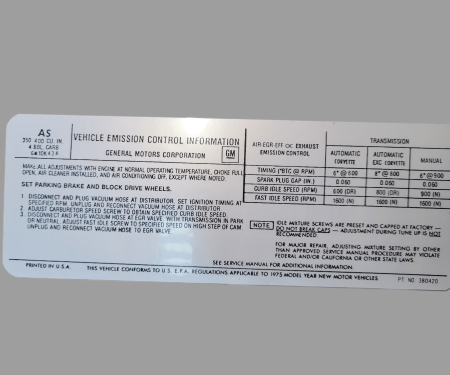 AS
350 400 CU. IN.
4 BBL. CARB
VEHICLE EMISSION CONTROL INFORMATION
GENERAL MOTORS CORPORATION GM
MAKE ALL ADJUSTMENTS WITH ENGINE AT NORMAL OPERATING TEMPERATURE, CHOKE FULL
OPEN, AIR CLEANER INSTALLED, AND AIR CONDITIONING OFF, EXCEPT WHERE NOTED
SET PARKING BRAKE AND BLOCK DRIVE WHEELS.
1 DISCONNECT AND PLUG VACUUM HOSE AT DISTRIBUTOR. SET IGNITION TIMING AT
SPECIFIED RPM. UNPLUG AND RECONNECT VACUUM HOSE AT DISTRIBUTOR.
2 ADJUST CARBURETOR SPEED SCREW TO OBTAIN SPECIFIED CURB IDLE SPEED.
3 DISCONNECT AND PLUG VACUUM HOSE AT EGR VALVE. WITH TRANSMISSION IN PARK
OR NEUTRAL, ADJUST FAST IDLE SCREW TO SPECIFIED SPEED ON HIGH STEP OF CAM
UNPLUG AND RECONNECT VACUUM HOSE TO EGR VALVE.
AIR-EGR-EFF OC EXHAUST
EMISSION CONTROL
TRANSMISSION
AUTOMATIC
CORVETTE
AUTOMATIC
EXC CORVETTE
MANUAL
TIMING (°BTC @ RPM) 6° @ 600 8° @ 600 6° @ 900
SPARK PLUG GAP (IN.) 0.060 0.060 0.060
CURB IDLE SPEED (RPM) 600 (DR) 600 (DR) 900 (N)
FAST IDLE SPEED (RPM) 1600 (N) 1600 (N) 1600 (N)
NOTE IDLE MIXTURE SCREWS ARE PRESET AND CAPPED AT FACTORY —
DO NOT BREAK CAPS — ADJUSTMENT DURING TUNE UP IS NOT
RECOMMENDED.
FOR MAJOR REPAIR, ADJUSTING MIXTURE SETTING BY OTHER
THAN APPROVED SERVICE MANUAL PROCEDURE MAY VIOLATE
FEDERAL AND/OR CALIFORNIA OR OTHER STATE LAWS.
SEE SERVICE MANUAL FOR ADDITIONAL INFORMATION.
PRINTED IN U.S.A. THIS VEHICLE CONFORMS TO U.S. E.P.A. REGULATIONS APPLICABLE TO 1975 MODEL YEAR NEW MOTOR VEHICLES PT NO 380420